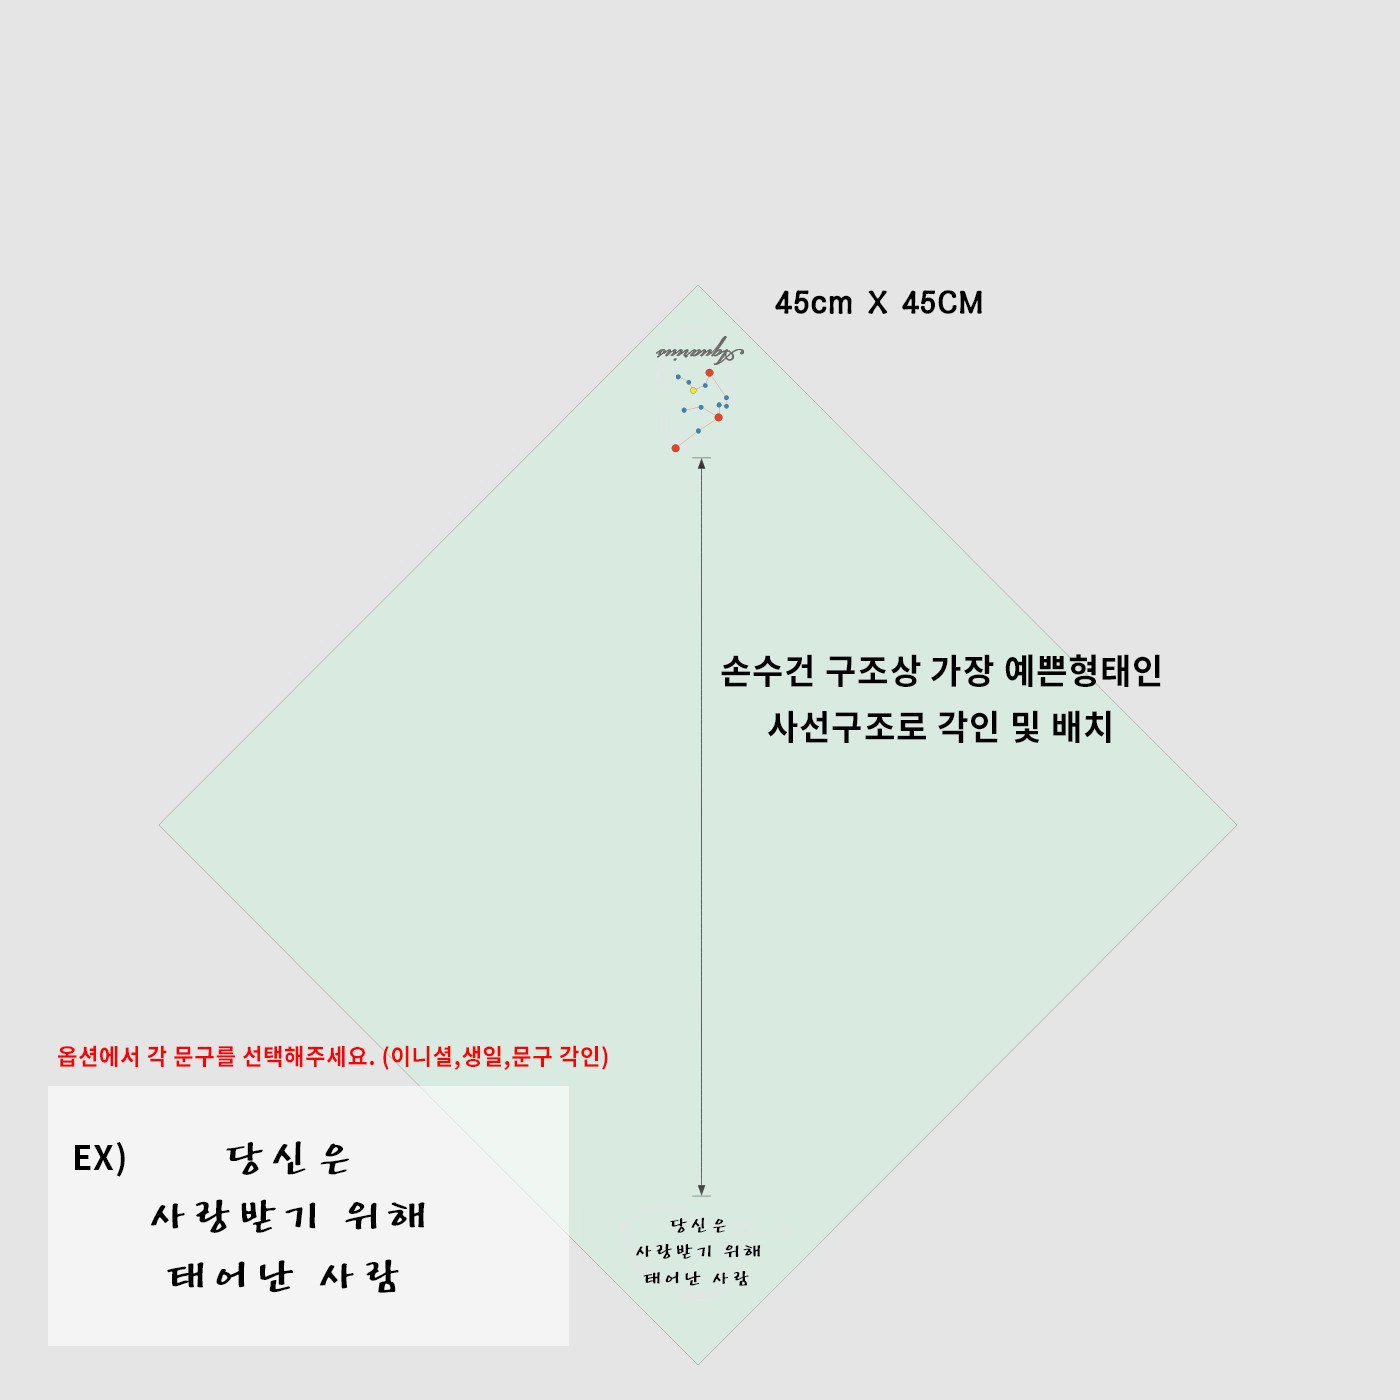 45cm X 45CM
Aquarius
손수건 구조상 가장 예쁜형태인
사선구조로 각인 및 배치
옵션에서 각 문구를 선택해주세요. (이니셜,생일,문구 각인)
EX)
당신은
사랑받기 위해
태어난 사람
당신은
사랑받기 위해
태어난 사람